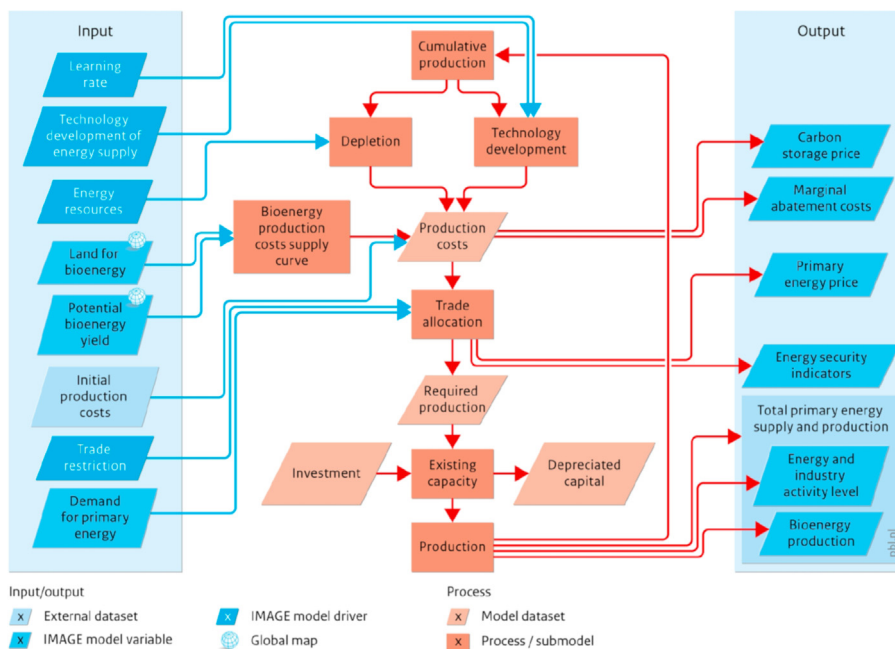 Input
Output
Learning
rate
Technology
development of
energy supply
Energy
resources
Land for
bioenergy
Potential
bioenergy
yield
Initial
production
costs
Trade
restriction
Demand
for primary
energy
Cumulative
production
Depletion
Technology
development
Bioenergy
production
costs supply
curve
Production
costs
Trade
allocation
Required
production
Investment
Existing
capacity
Depreciated
capital
Production
Carbon
storage price
Marginal
abatement costs
Primary
energy price
Energy security
indicators
Total primary energy
supply and production
Energy and
industry
activity level
Bioenergy
production
pbl.nl
Input/output
x External dataset
x IMAGE model variable
x IMAGE model driver
Global map
Process
x Model dataset
x Process / submodel